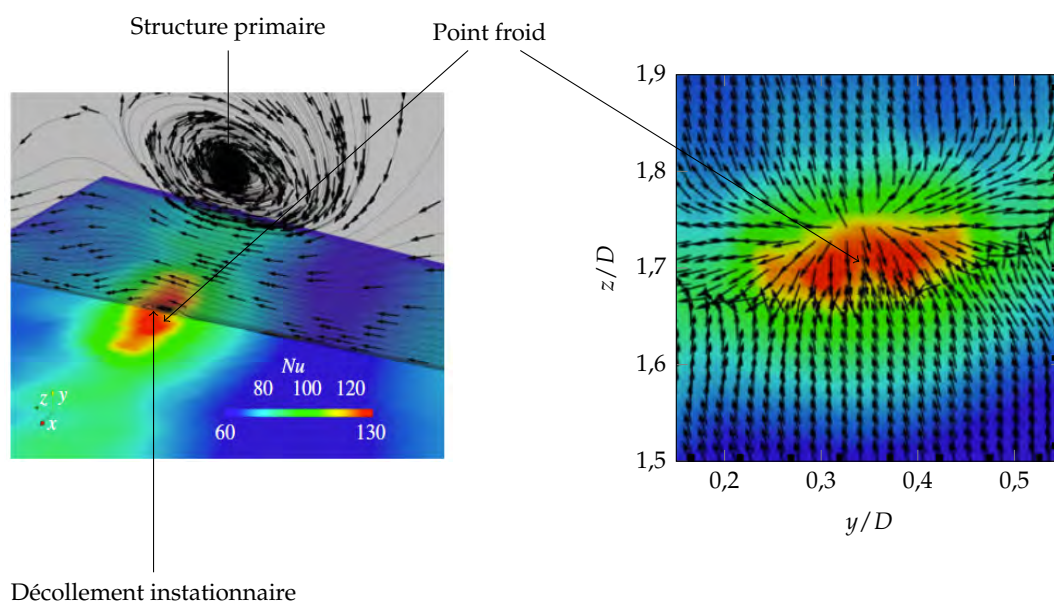 Structure primaire
Point froid
Nu
80 100 120
60 130
z y
x
Décollement instationnaire
1,9
1,8
1,7
1,6
1,5
z/D
0,2 0,3 0,4 0,5
y/D